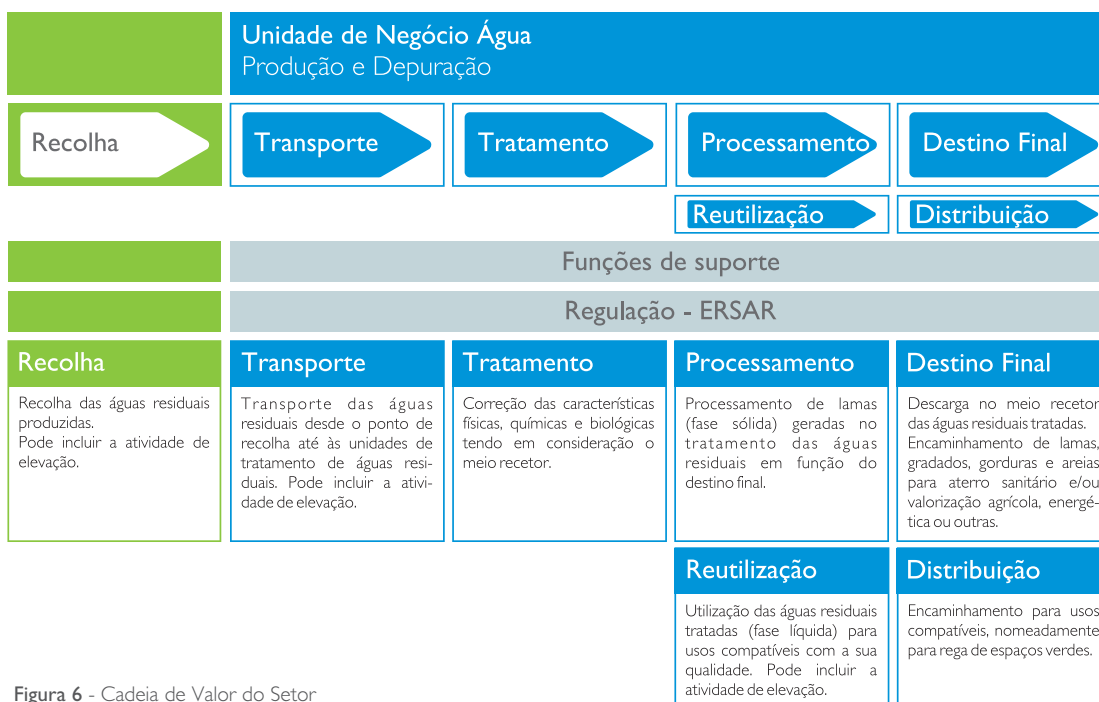 Unidade de Negócio Água
Produção e Depuração
Recolha
Transporte
Tratamento
Processamento
Destino Final
Reutilização
Distribuição
Funções de suporte
Regulação - ERSAR
Recolha
Recolha das águas residuais
produzidas.
Pode incluir a atividade de
elevação.
Transporte
Transporte das águas
residuais desde o ponto de
recolha até às unidades de
tratamento de águas resi-
duais. Pode incluir a ativi-
dade de elevação.
Tratamento
Correção das características
físicas, químicas e biológicas
tendo em consideração o
meio recetor.
Processamento
Processamento de lamas
(fase sólida) geradas no
tratamento das águas
residuais em função do
destino final.
Destino Final
Descarga no meio recetor
das águas residuais tratadas.
Encaminhamento de lamas,
gradados, gorduras e areias
para aterro sanitário e/ou
valorização agrícola, energé-
tica ou outras.
Reutilização
Utilização das águas residuais
tratadas (fase líquida) para
usos compatíveis com a sua
qualidade. Pode incluir a
atividade de elevação.
Distribuição
Encaminhamento para usos
compatíveis, nomeadamente
para rega de espaços verdes.
Figura 6 - Cadeia de Valor do Setor